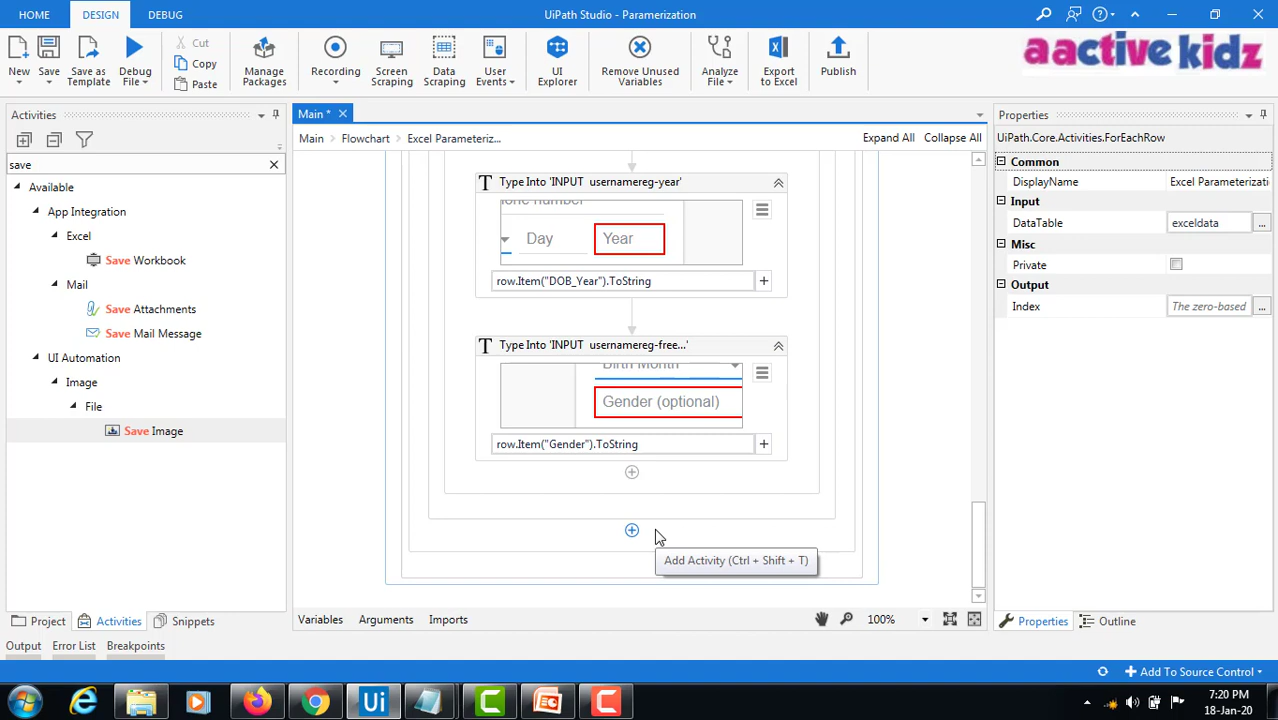 HOME
DESIGN
DEBUG
UiPath Studio - Paramerization
New
Save
Save as Template
Debug File
Cut
Copy
Paste
Manage Packages
Recording
Screen Scraping
Data Scraping
User Events
UI Explorer
Remove Unused Variables
Analyze File
Export to Excel
Publish
aactive kidz
Activities
save
Available
App Integration
Excel
Save Workbook
Mail
Save Attachments
Save Mail Message
UI Automation
Image
File
Save Image
Project
Activities
Snippets
Output
Error List
Breakpoints
Main *
Main
Flowchart
Excel Parameteriz...
Expand All
Collapse All
Type Into 'INPUT usernamereg-year'
Day
Year
row.Item("DOB_Year").ToString
Type Into 'INPUT usernamereg-free...'
Birth Month
Gender (optional)
row.Item("Gender").ToString
Add Activity (Ctrl + Shift + T)
Variables
Arguments
Imports
100%
Properties
UiPath.Core.Activities.ForEachRow
Common
DisplayName
Excel Parameterizati
Input
DataTable
exceldata
...
Misc
Private
Output
Index
The zero-based
...
Properties
Outline
Add To Source Control
Ui
7:20 PM
18-Jan-20